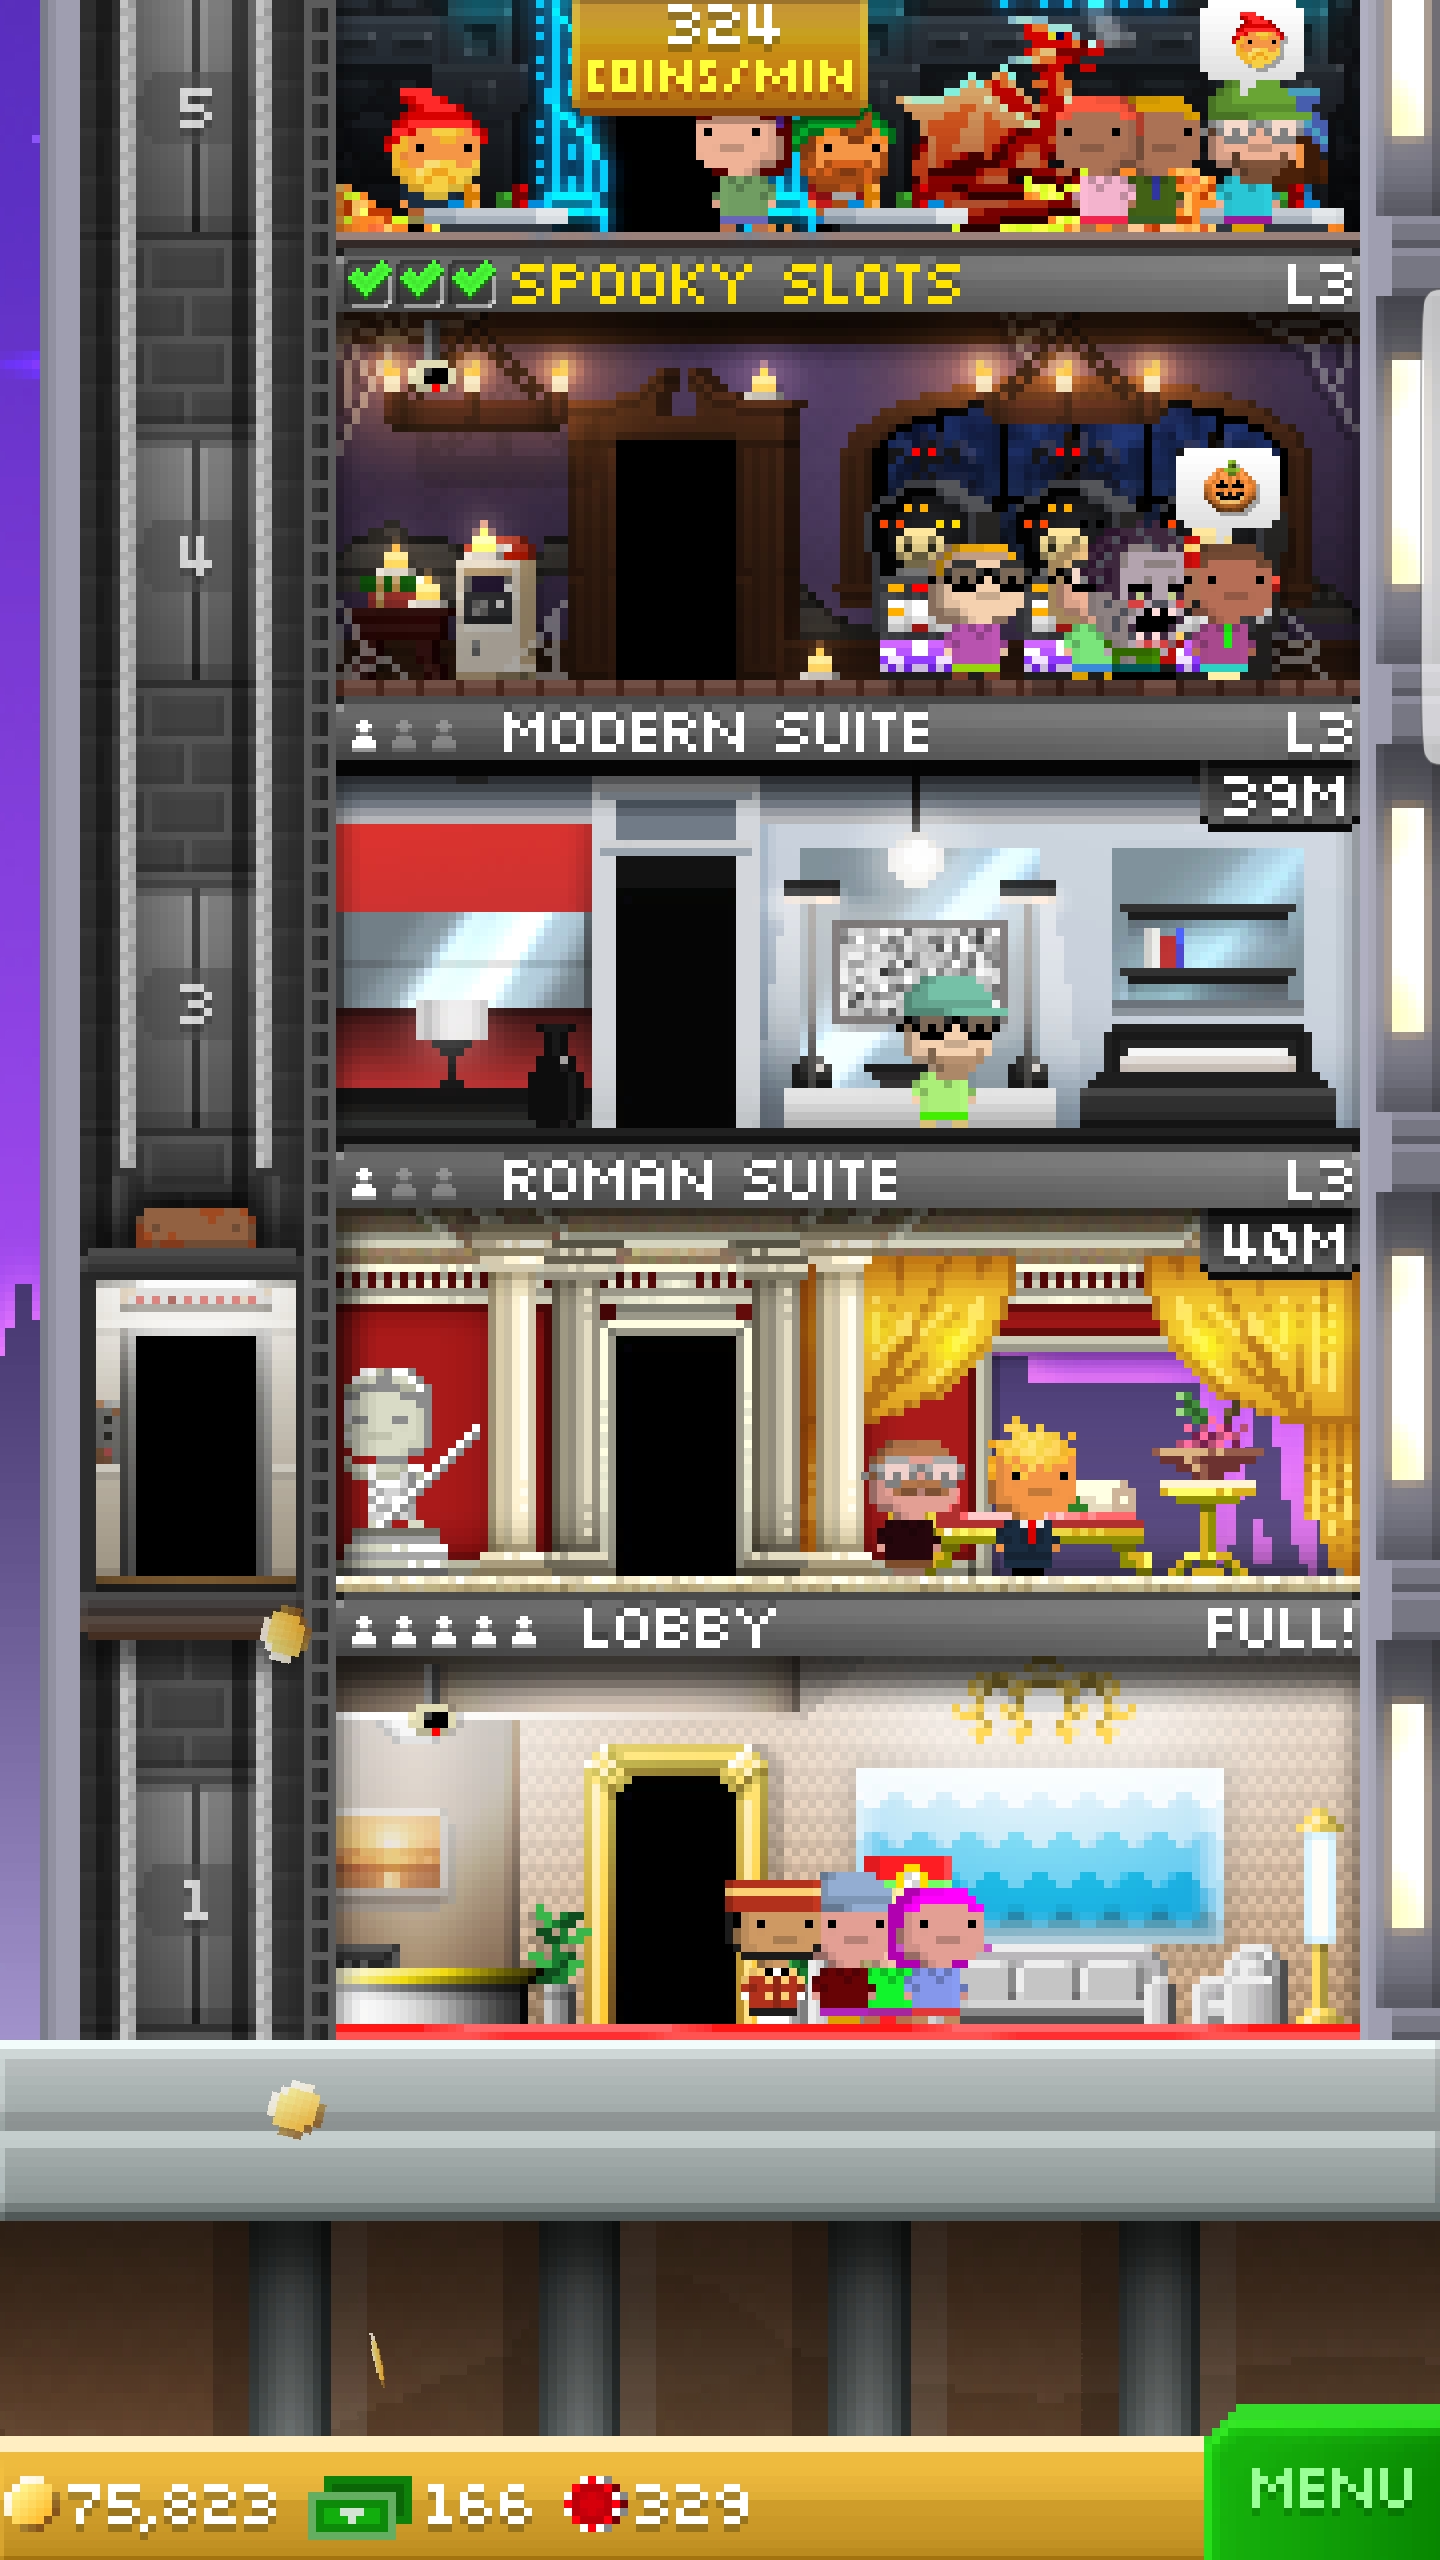 324
COINS/MIN
5
SPOOKY SLOTS L3
4
MODERN SUITE L3
39M
3
ROMAN SUITE L3
40M
LOBBY FULL!
1
75,823 166 329 MENU